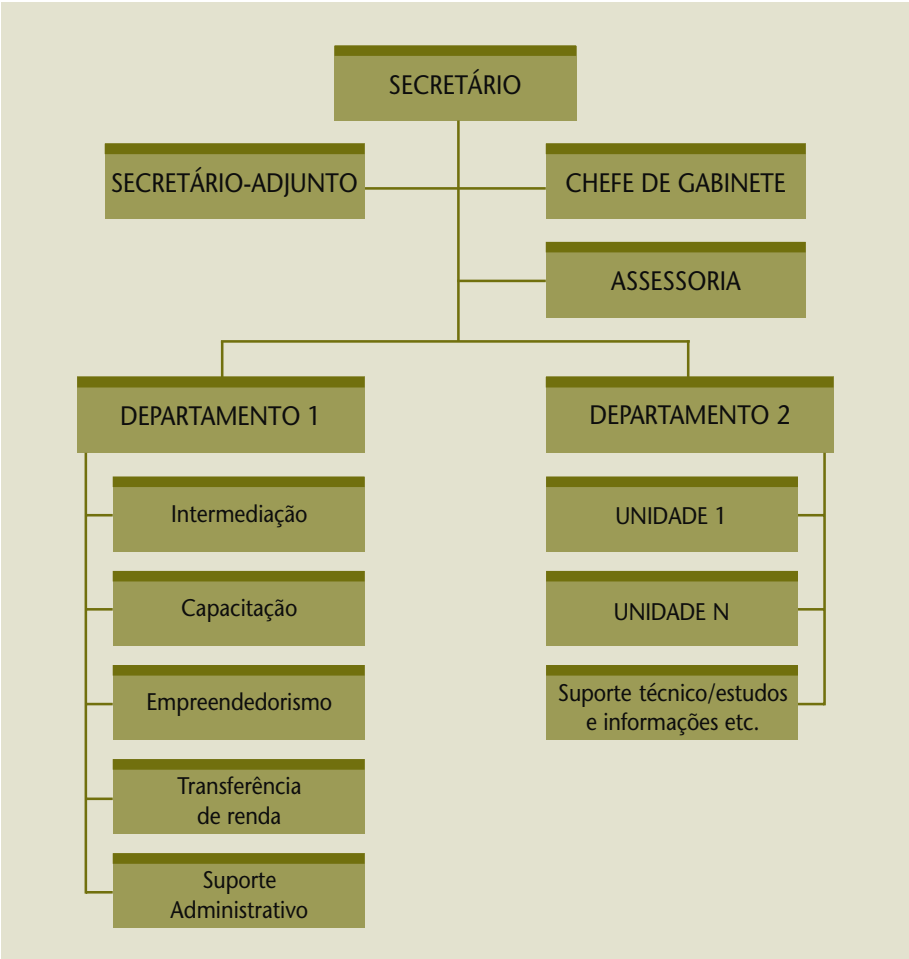 SECRETÁRIO
SECRETÁRIO-ADJUNTO
CHEFE DE GABINETE
ASSESSORIA
DEPARTAMENTO 1
DEPARTAMENTO 2
Intermediação
Capacitação
Empreendedorismo
Transferência
de renda
Suporte
Administrativo
UNIDADE 1
UNIDADE N
Suporte técnico/estudos
e informações etc.